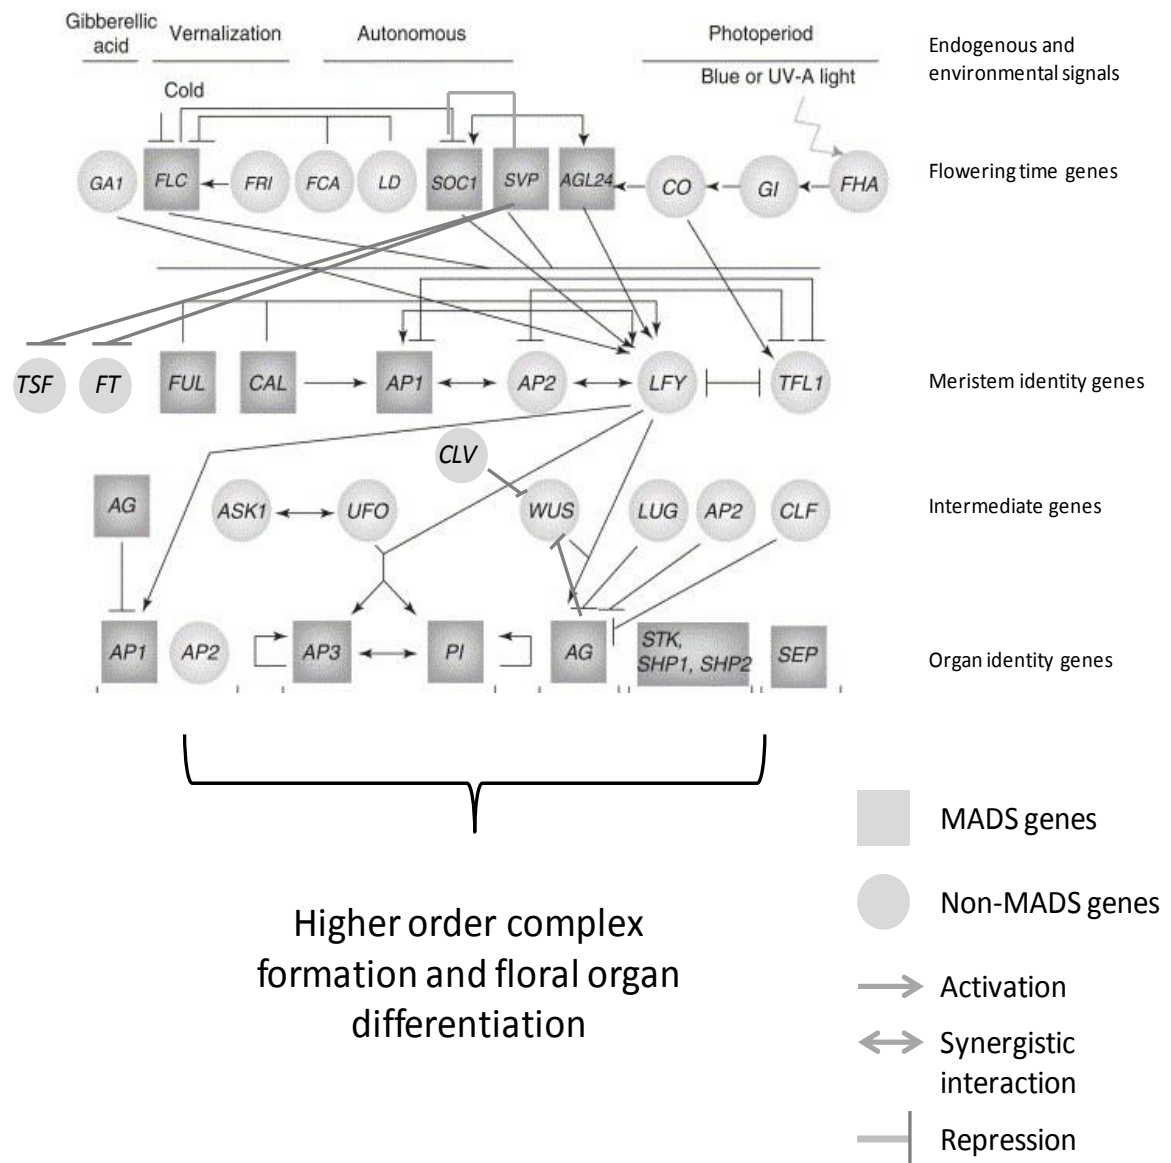 Gibberellic acid
Vernalization
Autonomous
Photoperiod
Endogenous and
environmental signals
Blue or UV-A light
Cold
GA1
FLC
FRI
FCA
LD
SOC1
SVP
AGL24
CO
GI
FHA
Flowering time genes
TSF
FT
FUL
CAL
AP1
AP2
LFY
TFL1
Meristem identity genes
CLV
AG
ASK1
UFO
WUS
LUG
AP2
CLF
Intermediate genes
AP1
AP2
AP3
PI
AG
STK,
SHP1, SHP2
SEP
Organ identity genes
MADS genes
Non-MADS genes
Higher order complex
formation and floral organ
differentiation
Activation
Synergistic
interaction
Repression